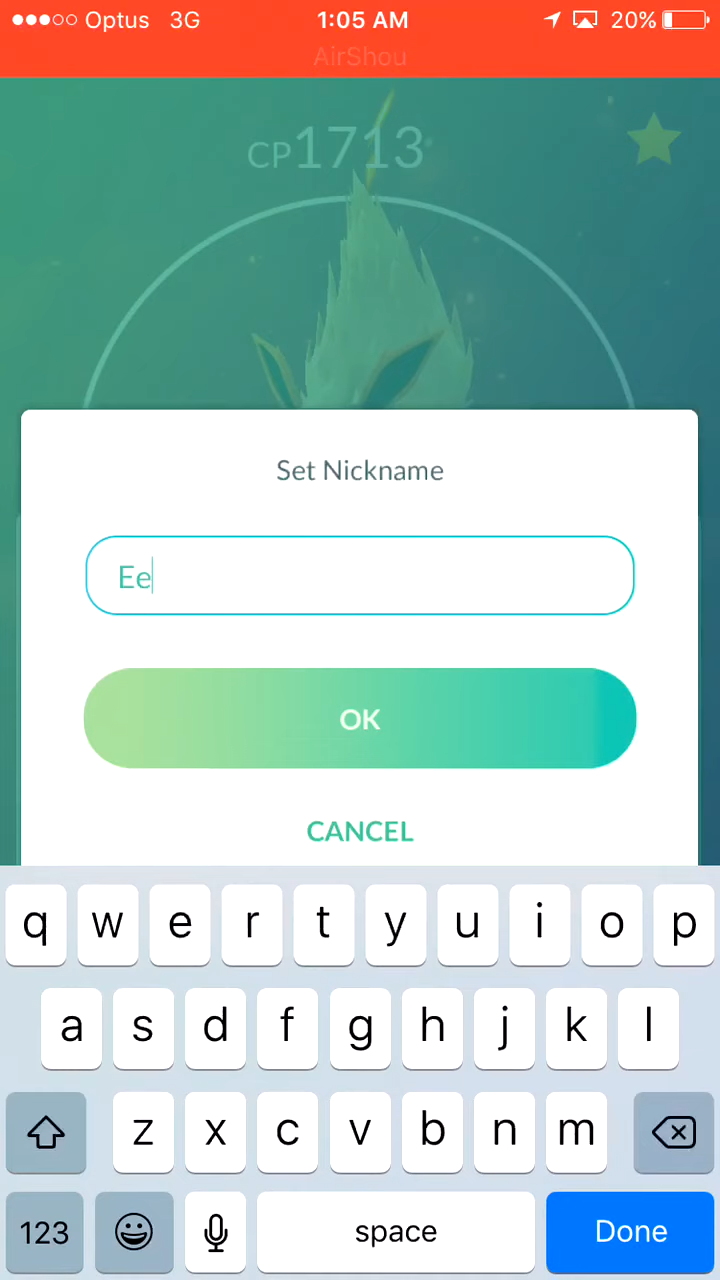 Optus 3G 1:05 AM 20%
AirShou
CP1713
Set Nickname
Ee
OK
CANCEL
q w e r t y u i o p
a s d f g h j k l
z x c v b n m
123 space Done